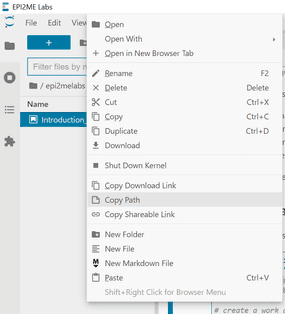 EPI2ME Labs
File Edit View
+
Filter files by n
/ epi2melabs
Name
Introduction_
Open
Open With
Open in New Browser Tab
Rename F2
Delete Delete
Cut Ctrl+X
Copy Ctrl+C
Duplicate Ctrl+D
Download
Shut Down Kernel
Copy Download Link
Copy Path
Copy Shareable Link
New Folder
New File
New Markdown File
Paste Ctrl+V
Shift+Right Click for Browser Menu
# create a work d